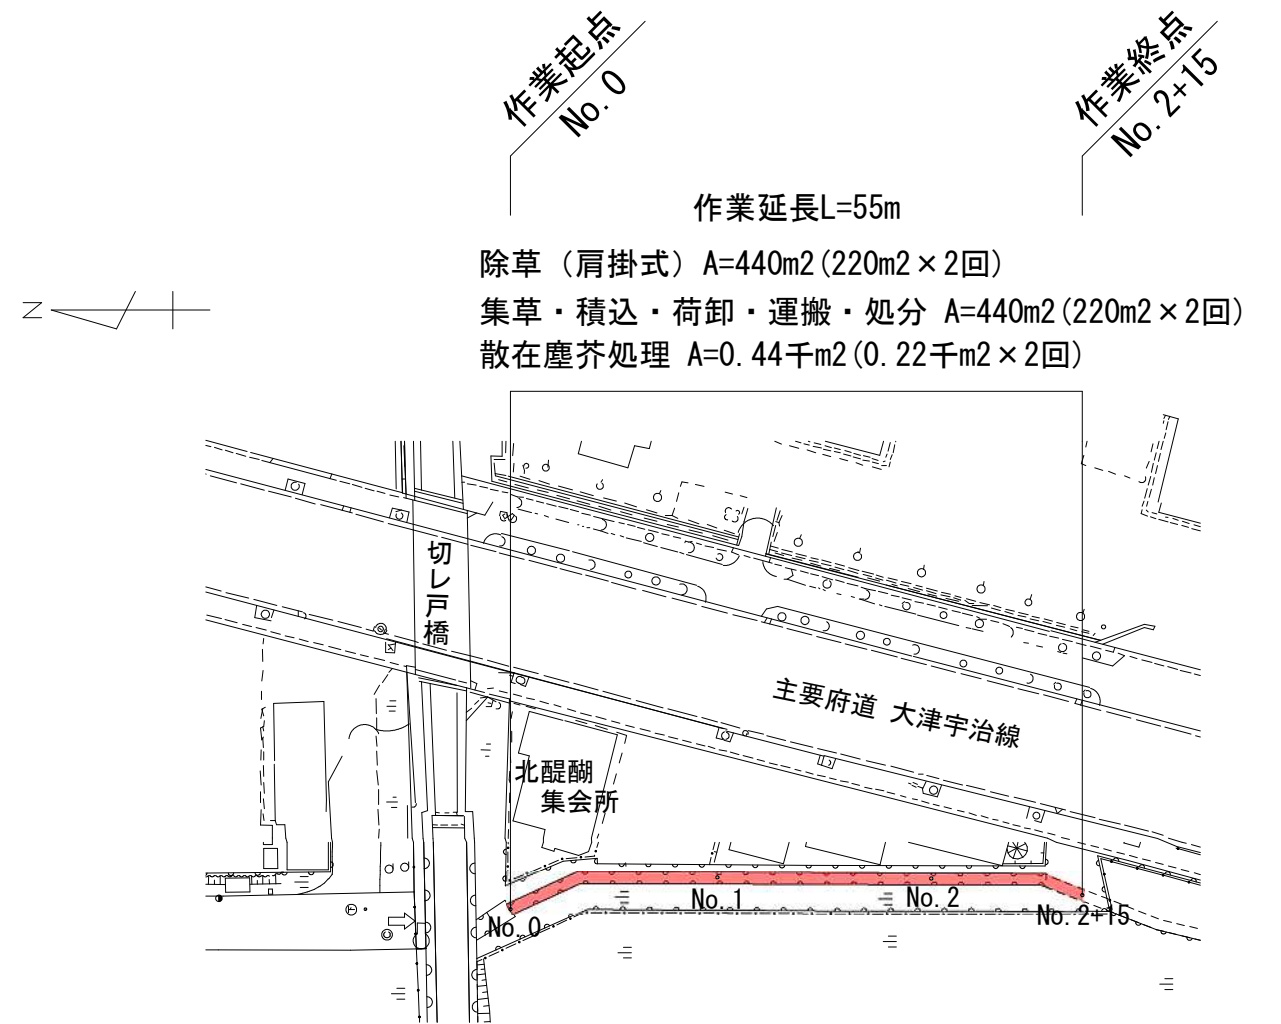 作業起点
No.0
作業終点
No.2+15
作業延長L=55m
除草（肩掛式）A=440m2(220m2×2回)
集草・積込・荷卸・運搬・処分 A=440m2(220m2×2回)
散在塵芥処理 A=0.44千m2(0.22千m2×2回)
N
切レ戸橋
主要府道 大津宇治線
北醍醐
集会所
No.0
No.1
No.2
No.2+15